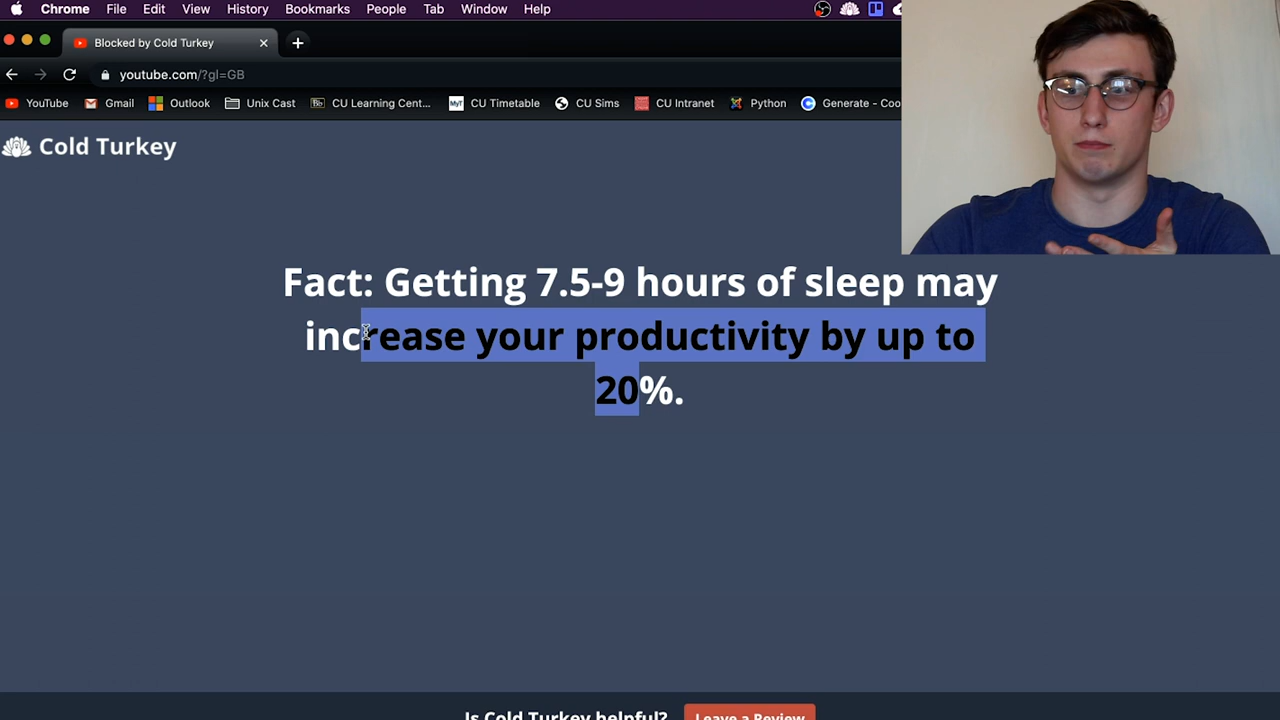 Chrome File Edit View History Bookmarks People Tab Window Help
Blocked by Cold Turkey
youtube.com/?gl=GB
YouTube Gmail Outlook Unix Cast CU Learning Cent... CU Timetable CU Sims CU Intranet Python Generate - Coo
Cold Turkey
Fact: Getting 7.5-9 hours of sleep may
increase your productivity by up to
20%.
Is Cold Turkey helpful? Leave a Review